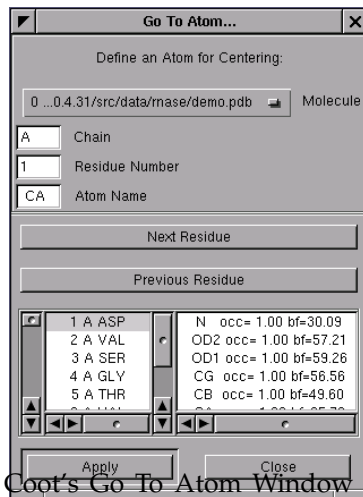 Go To Atom...
Define an Atom for Centering:
0 ...0.4.31/src/data/rnase/demo.pdb Molecule
A Chain
1 Residue Number
CA Atom Name
Next Residue
Previous Residue
1 A ASP N occ= 1.00 bf=30.09
2 A VAL OD2 occ= 1.00 bf=57.21
3 A SER OD1 occ= 1.00 bf=59.26
4 A GLY CG occ= 1.00 bf=56.56
5 A THR CB occ= 1.00 bf=49.60
Apply Close
Coot's Go To Atom Window